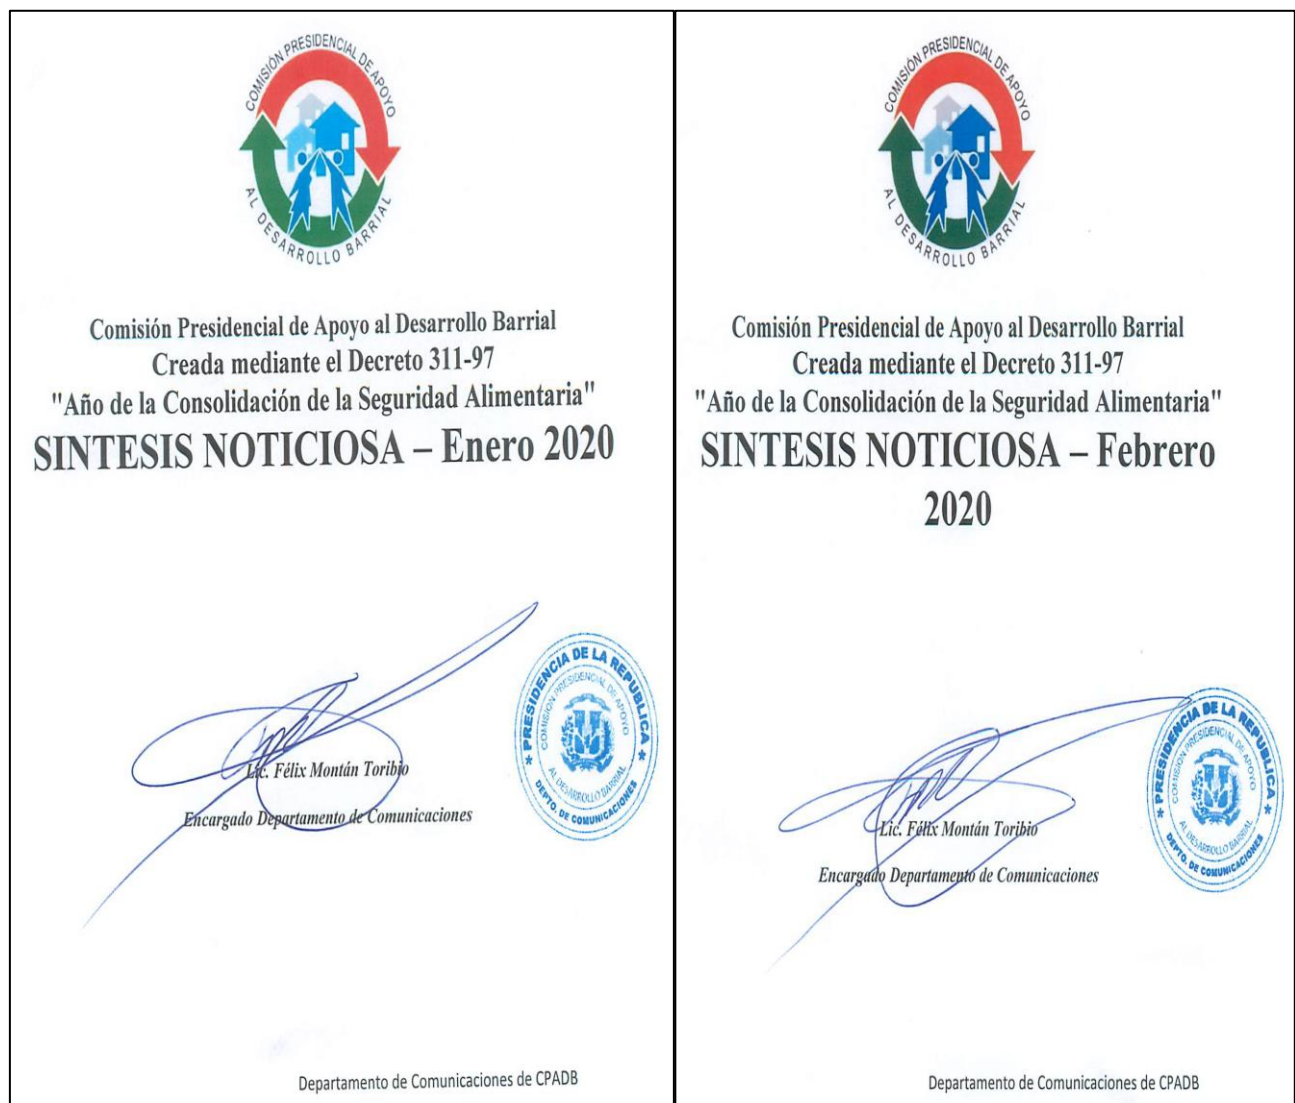 COMISIÓN PRESIDENCIAL DE APOYO
AL DESARROLLO BARRIAL
Comisión Presidencial de Apoyo al Desarrollo Barrial
Creada mediante el Decreto 311-97
"Año de la Consolidación de la Seguridad Alimentaria"
SINTESIS NOTICIOSA – Enero 2020
Lic. Félix Montán Toribio
Encargado Departamento de Comunicaciones
PRESIDENCIA DE LA REPUBLICA
COMISION PRESIDENCIAL DE APOYO
AL DESARROLLO BARRIAL
DEPTO. DE COMUNICACIONES
Departamento de Comunicaciones de CPADB
COMISIÓN PRESIDENCIAL DE APOYO
AL DESARROLLO BARRIAL
Comisión Presidencial de Apoyo al Desarrollo Barrial
Creada mediante el Decreto 311-97
"Año de la Consolidación de la Seguridad Alimentaria"
SINTESIS NOTICIOSA – Febrero
2020
Lic. Félix Montán Toribio
Encargado Departamento de Comunicaciones
PRESIDENCIA DE LA REPUBLICA
COMISION PRESIDENCIAL DE APOYO
AL DESARROLLO BARRIAL
DEPTO. DE COMUNICACIONES
Departamento de Comunicaciones de CPADB